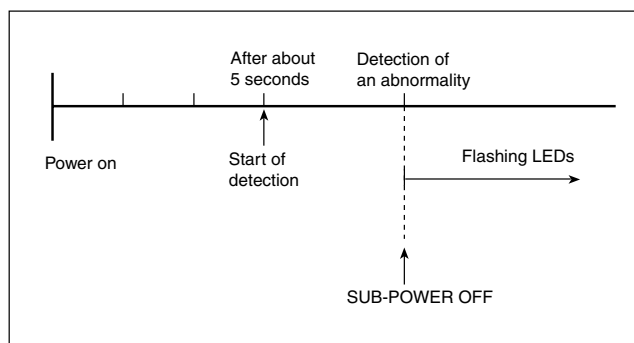 After about
5 seconds
Detection of
an abnormality
Power on
Start of
detection
Flashing LEDs
SUB-POWER OFF